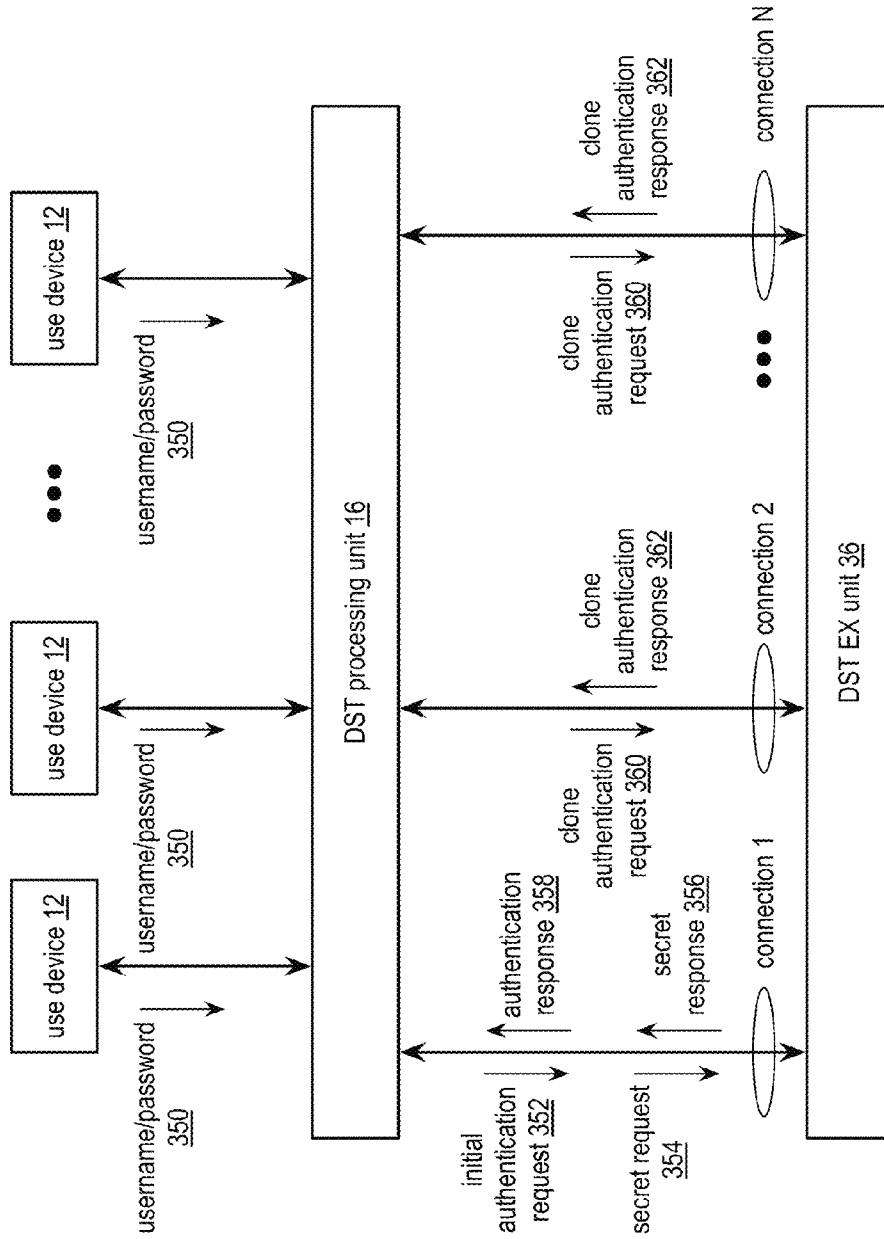 use device 12
use device 12
use device 12
username/password
350
username/password
350
username/password
350
DST processing unit 16
initial
authentication
request 352
authentication
response 358
secret request
354
secret
response 356
connection 1
clone
authentication
request 360
clone
authentication
response 362
connection 2
clone
authentication
request 360
clone
authentication
response 362
connection N
DST EX unit 36